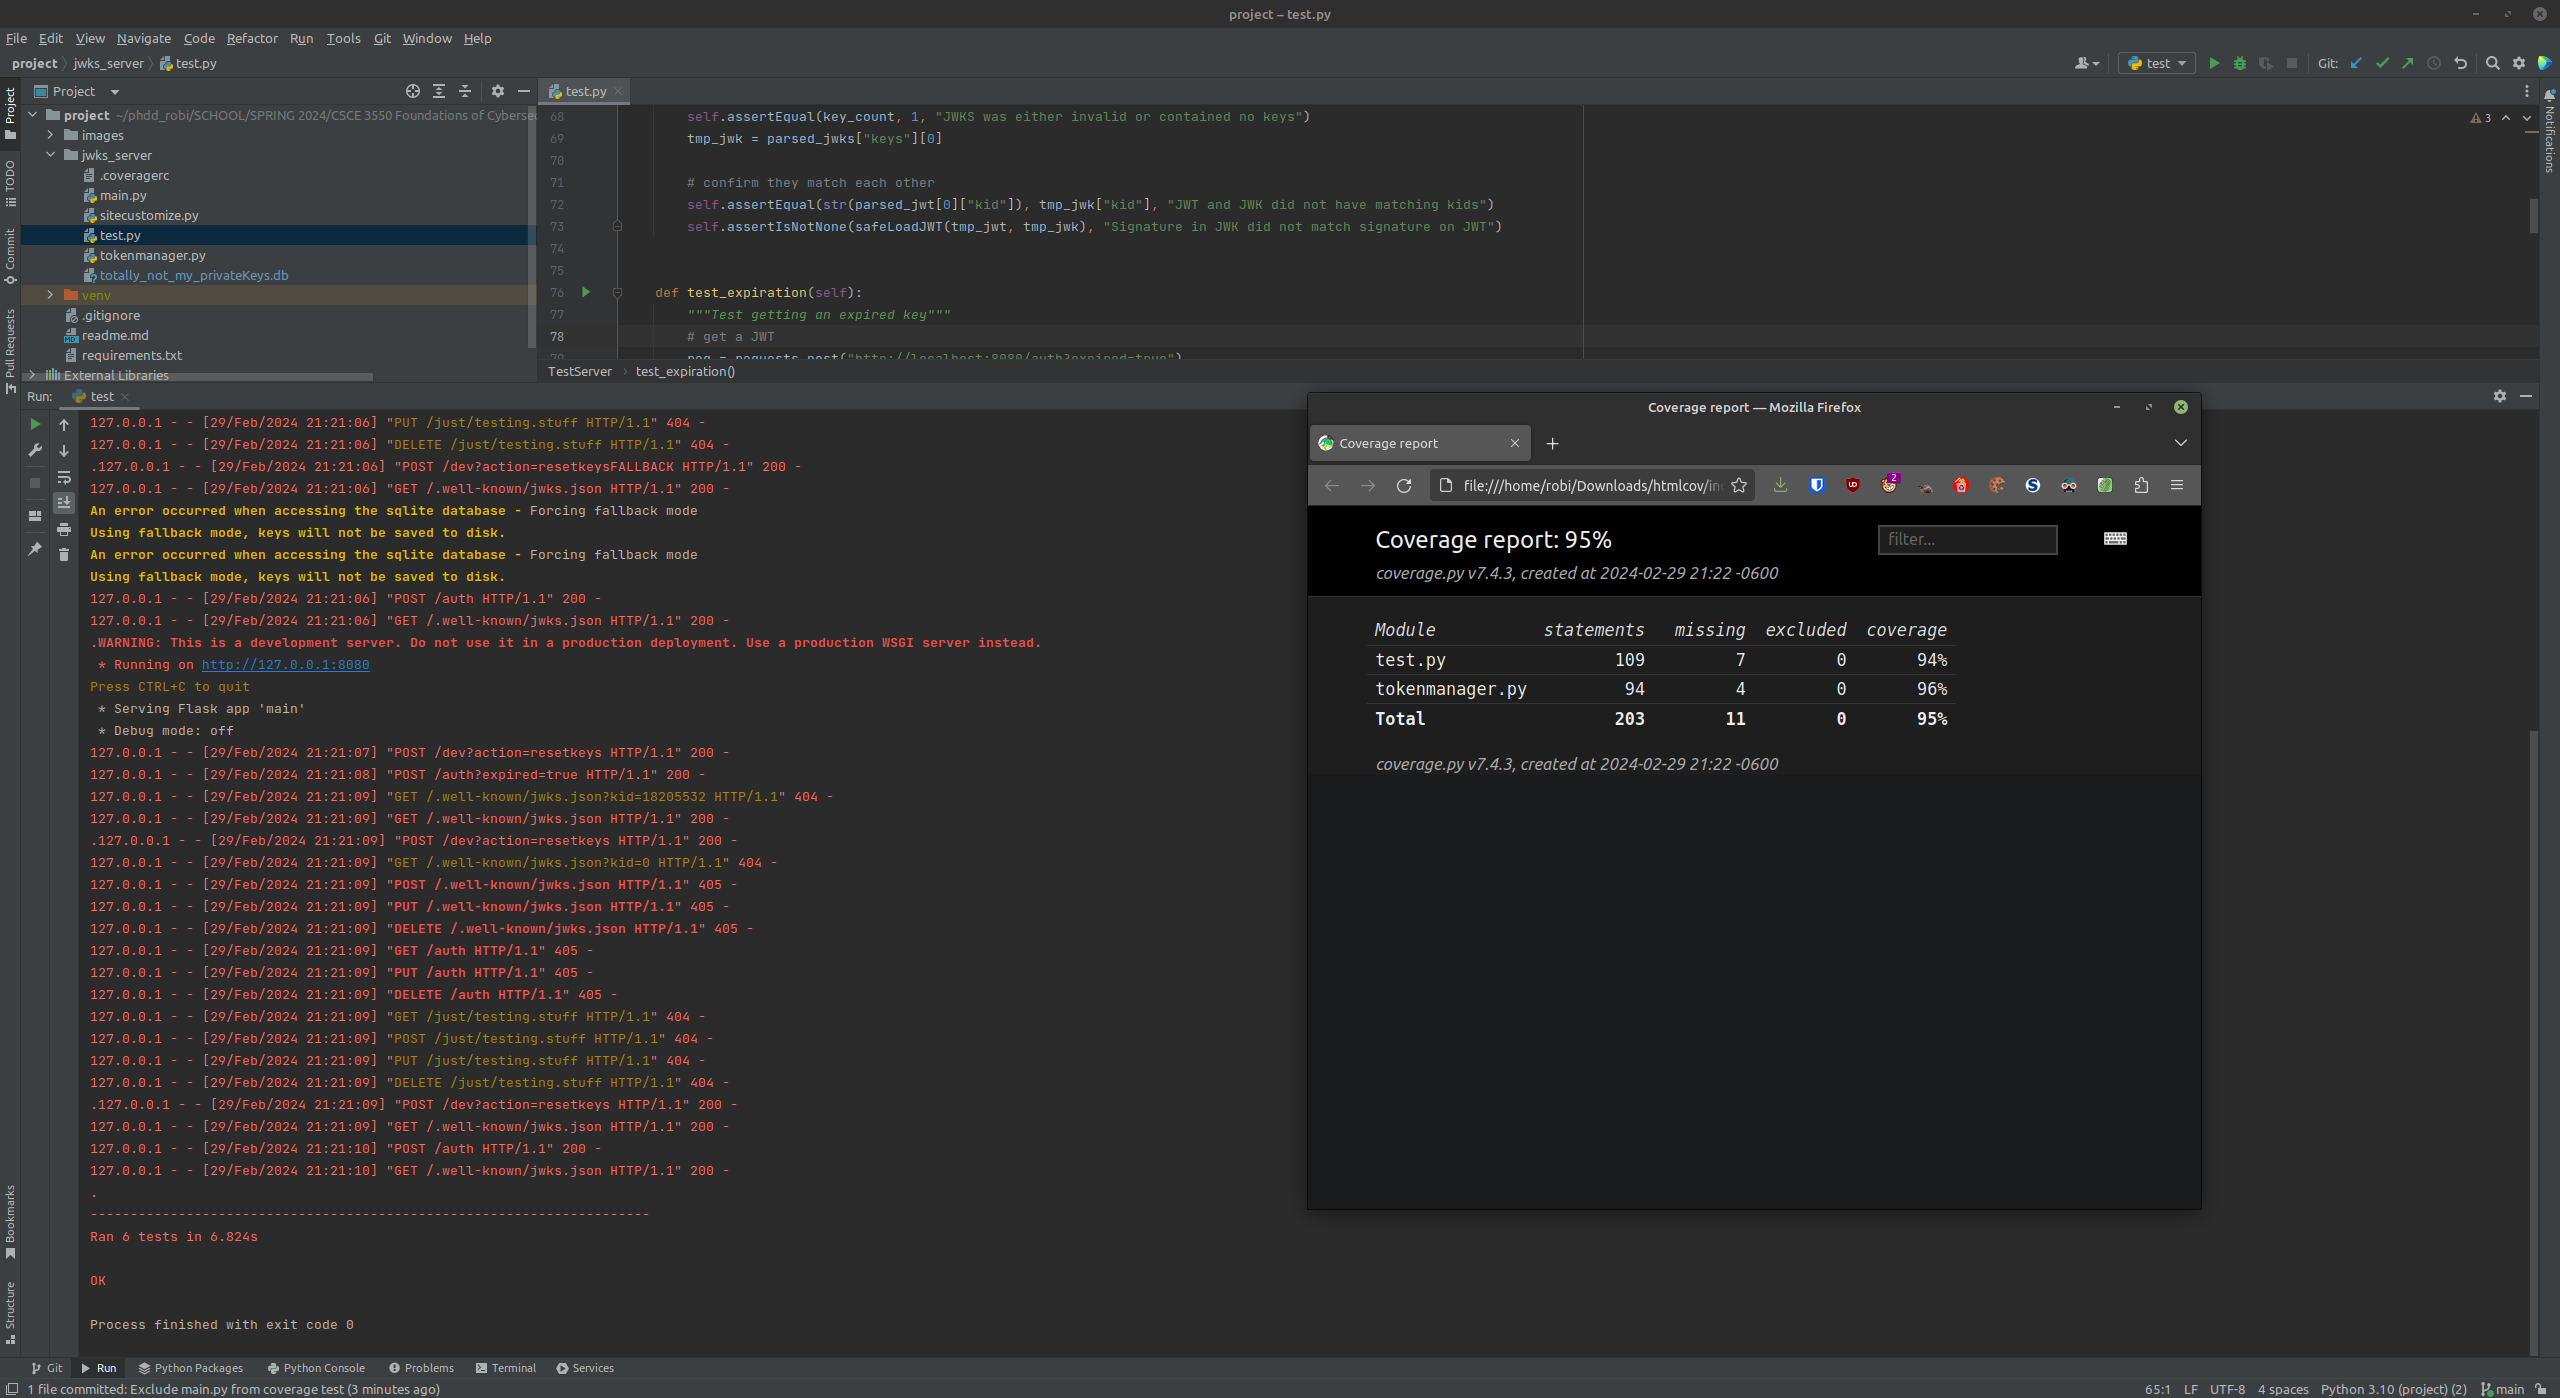 project – test.py
File Edit View Navigate Code Refactor Run Tools Git Window Help
project jwks_server test.py
test Git:
Project
test.py
project ~/phdd_robi/SCHOOL/SPRING 2024/CSCE 3550 Foundations of Cybersec
images
jwks_server
.coveragerc
main.py
sitecustomize.py
test.py
tokenmanager.py
totally_not_my_privateKeys.db
venv
.gitignore
readme.md
requirements.txt
External Libraries
Project
TODO
Commit
Pull Requests
Bookmarks
Structure
Notifications
3
68 self.assertEqual(key_count, 1, "JWKS was either invalid or contained no keys")
69 tmp_jwk = parsed_jwks["keys"][0]
70
71 # confirm they match each other
72 self.assertEqual(str(parsed_jwt[0]["kid"]), tmp_jwk["kid"], "JWT and JWK did not have matching kids")
73 self.assertIsNotNone(safeLoadJWT(tmp_jwt, tmp_jwk), "Signature in JWK did not match signature on JWT")
74
75
76 def test_expiration(self):
77 """Test getting an expired key"""
78 # get a JWT
79 req = requests.post("http://localhost:8080/auth?expired=true")
TestServer test_expiration()
Run: test
127.0.0.1 - - [29/Feb/2024 21:21:06] "PUT /just/testing.stuff HTTP/1.1" 404 -
127.0.0.1 - - [29/Feb/2024 21:21:06] "DELETE /just/testing.stuff HTTP/1.1" 404 -
.127.0.0.1 - - [29/Feb/2024 21:21:06] "POST /dev?action=resetkeysFALLBACK HTTP/1.1" 200 -
127.0.0.1 - - [29/Feb/2024 21:21:06] "GET /.well-known/jwks.json HTTP/1.1" 200 -
An error occurred when accessing the sqlite database - Forcing fallback mode
Using fallback mode, keys will not be saved to disk.
An error occurred when accessing the sqlite database - Forcing fallback mode
Using fallback mode, keys will not be saved to disk.
127.0.0.1 - - [29/Feb/2024 21:21:06] "POST /auth HTTP/1.1" 200 -
127.0.0.1 - - [29/Feb/2024 21:21:06] "GET /.well-known/jwks.json HTTP/1.1" 200 -
.WARNING: This is a development server. Do not use it in a production deployment. Use a production WSGI server instead.
* Running on http://127.0.0.1:8080
Press CTRL+C to quit
* Serving Flask app 'main'
* Debug mode: off
127.0.0.1 - - [29/Feb/2024 21:21:07] "POST /dev?action=resetkeys HTTP/1.1" 200 -
127.0.0.1 - - [29/Feb/2024 21:21:08] "POST /auth?expired=true HTTP/1.1" 200 -
127.0.0.1 - - [29/Feb/2024 21:21:09] "GET /.well-known/jwks.json?kid=18205532 HTTP/1.1" 404 -
127.0.0.1 - - [29/Feb/2024 21:21:09] "GET /.well-known/jwks.json HTTP/1.1" 200 -
.127.0.0.1 - - [29/Feb/2024 21:21:09] "POST /dev?action=resetkeys HTTP/1.1" 200 -
127.0.0.1 - - [29/Feb/2024 21:21:09] "GET /.well-known/jwks.json?kid=0 HTTP/1.1" 404 -
127.0.0.1 - - [29/Feb/2024 21:21:09] "POST /.well-known/jwks.json HTTP/1.1" 405 -
127.0.0.1 - - [29/Feb/2024 21:21:09] "PUT /.well-known/jwks.json HTTP/1.1" 405 -
127.0.0.1 - - [29/Feb/2024 21:21:09] "DELETE /.well-known/jwks.json HTTP/1.1" 405 -
127.0.0.1 - - [29/Feb/2024 21:21:09] "GET /auth HTTP/1.1" 405 -
127.0.0.1 - - [29/Feb/2024 21:21:09] "PUT /auth HTTP/1.1" 405 -
127.0.0.1 - - [29/Feb/2024 21:21:09] "DELETE /auth HTTP/1.1" 405 -
127.0.0.1 - - [29/Feb/2024 21:21:09] "GET /just/testing.stuff HTTP/1.1" 404 -
127.0.0.1 - - [29/Feb/2024 21:21:09] "POST /just/testing.stuff HTTP/1.1" 404 -
127.0.0.1 - - [29/Feb/2024 21:21:09] "PUT /just/testing.stuff HTTP/1.1" 404 -
127.0.0.1 - - [29/Feb/2024 21:21:09] "DELETE /just/testing.stuff HTTP/1.1" 404 -
.127.0.0.1 - - [29/Feb/2024 21:21:09] "POST /dev?action=resetkeys HTTP/1.1" 200 -
127.0.0.1 - - [29/Feb/2024 21:21:09] "GET /.well-known/jwks.json HTTP/1.1" 200 -
127.0.0.1 - - [29/Feb/2024 21:21:10] "POST /auth HTTP/1.1" 200 -
127.0.0.1 - - [29/Feb/2024 21:21:10] "GET /.well-known/jwks.json HTTP/1.1" 200 -
.
----------------------------------------------------------------------
Ran 6 tests in 6.824s
OK
Process finished with exit code 0
Coverage report — Mozilla Firefox
Coverage report
file:///home/robi/Downloads/htmlcov/in
2
Coverage report: 95%
filter...
coverage.py v7.4.3, created at 2024-02-29 21:22 -0600
Module statements missing excluded coverage
test.py 109 7 0 94%
tokenmanager.py 94 4 0 96%
Total 203 11 0 95%
coverage.py v7.4.3, created at 2024-02-29 21:22 -0600
Git Run Python Packages Python Console Problems Terminal Services
1 file committed: Exclude main.py from coverage test (3 minutes ago)
65:1 LF UTF-8 4 spaces Python 3.10 (project) (2) main